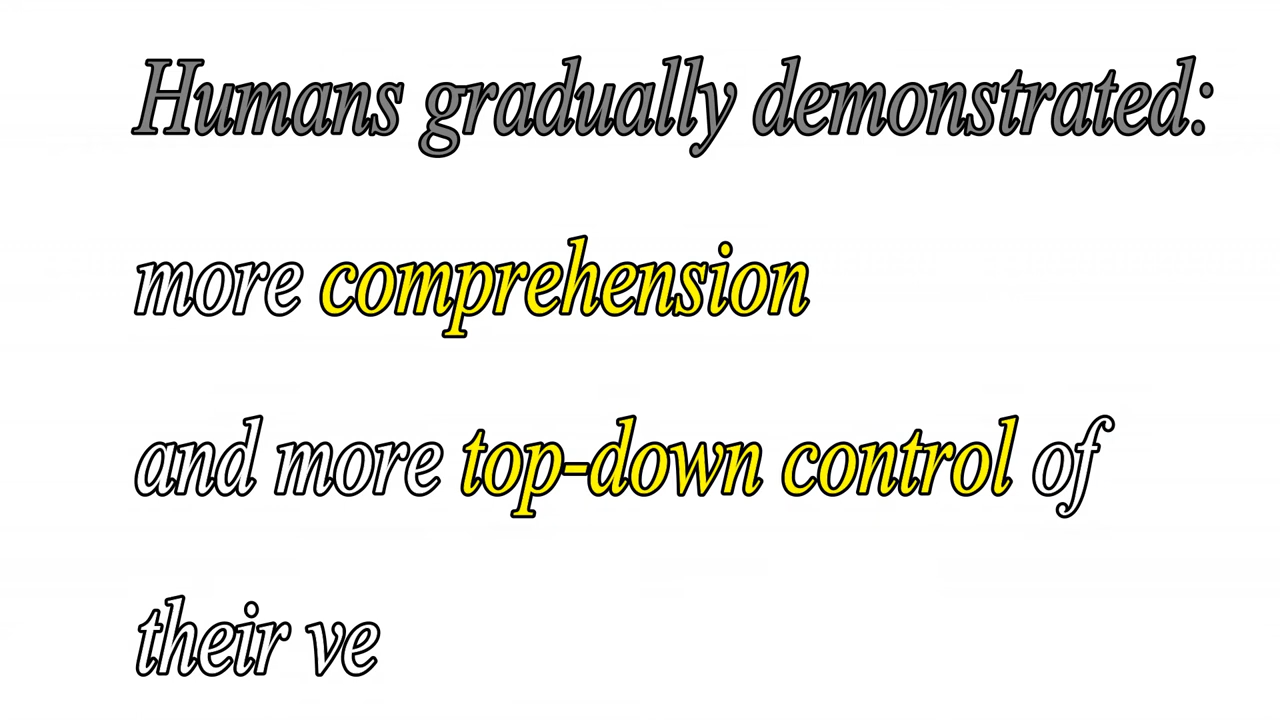 Humans gradually demonstrated:
more comprehension
and more top-down control of
their ve